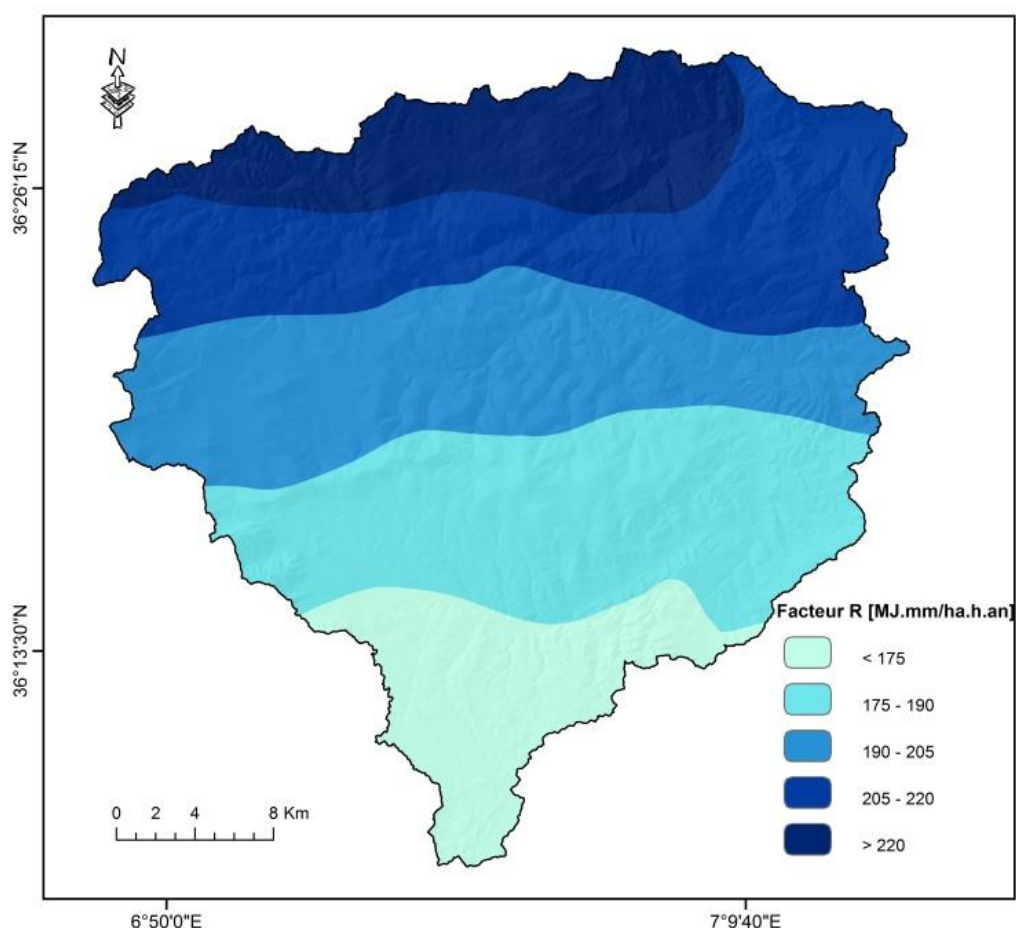 N
36°26'15"N
36°13'30"N
Facteur R [MJ.mm/ha.h.an]
< 175
175 - 190
190 - 205
205 - 220
> 220
0 2 4 8 Km
6°50'0"E 7°9'40"E